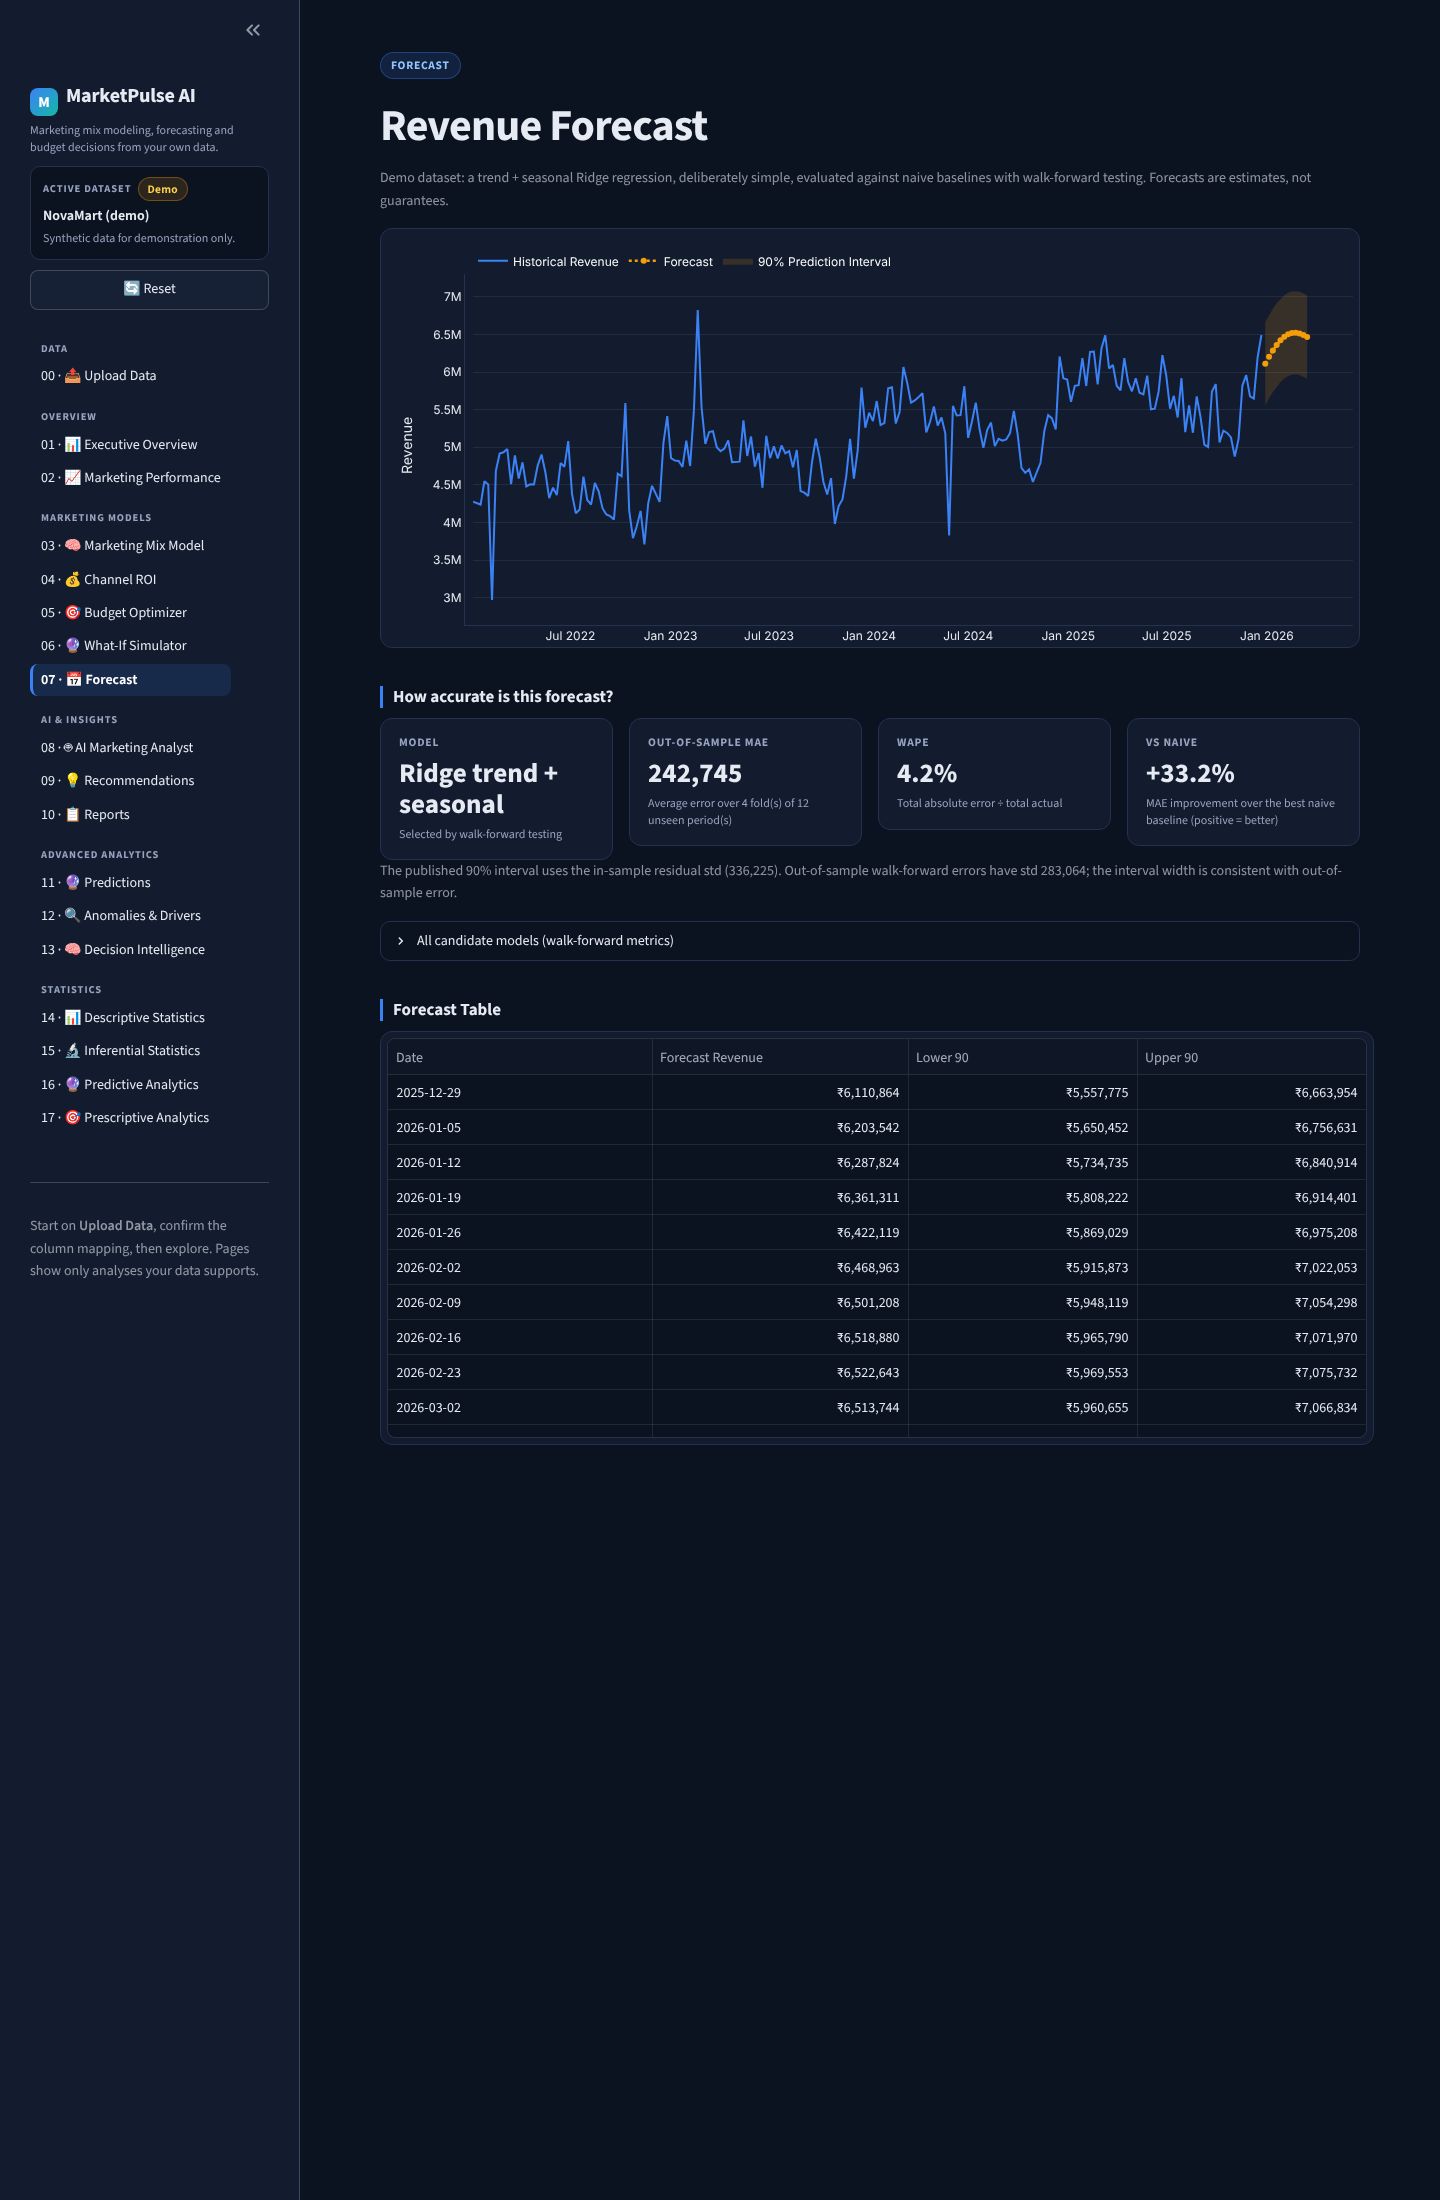 M
MarketPulse AI
Marketing mix modeling, forecasting and
budget decisions from your own data.
ACTIVE DATASET Demo
NovaMart (demo)
Synthetic data for demonstration only.
🔄 Reset
DATA
00 · 📤 Upload Data
OVERVIEW
01 · 📊 Executive Overview
02 · 📈 Marketing Performance
MARKETING MODELS
03 · 🧠 Marketing Mix Model
04 · 💰 Channel ROI
05 · 🎯 Budget Optimizer
06 · 🔮 What-If Simulator
07 · 📅 Forecast
AI & INSIGHTS
08 · AI Marketing Analyst
09 · 💡 Recommendations
10 · 📋 Reports
ADVANCED ANALYTICS
11 · 🔮 Predictions
12 · 🔍 Anomalies & Drivers
13 · 🧠 Decision Intelligence
STATISTICS
14 · 📊 Descriptive Statistics
15 · 🔬 Inferential Statistics
16 · 🔮 Predictive Analytics
17 · 🎯 Prescriptive Analytics
Start on Upload Data, confirm the
column mapping, then explore. Pages
show only analyses your data supports.
FORECAST
Revenue Forecast
Demo dataset: a trend + seasonal Ridge regression, deliberately simple, evaluated against naive baselines with walk-forward testing. Forecasts are estimates, not
guarantees.
Historical Revenue Forecast 90% Prediction Interval
Revenue
7M
6.5M
6M
5.5M
5M
4.5M
4M
3.5M
3M
Jul 2022 Jan 2023 Jul 2023 Jan 2024 Jul 2024 Jan 2025 Jul 2025 Jan 2026
How accurate is this forecast?
MODEL
Ridge trend +
seasonal
Selected by walk-forward testing
OUT-OF-SAMPLE MAE
242,745
Average error over 4 fold(s) of 12
unseen period(s)
WAPE
4.2%
Total absolute error ÷ total actual
VS NAIVE
+33.2%
MAE improvement over the best naive
baseline (positive = better)
The published 90% interval uses the in-sample residual std (336,225). Out-of-sample walk-forward errors have std 283,064; the interval width is consistent with out-of-
sample error.
All candidate models (walk-forward metrics)
Forecast Table
Date Forecast Revenue Lower 90 Upper 90
2025-12-29 ₹6,110,864 ₹5,557,775 ₹6,663,954
2026-01-05 ₹6,203,542 ₹5,650,452 ₹6,756,631
2026-01-12 ₹6,287,824 ₹5,734,735 ₹6,840,914
2026-01-19 ₹6,361,311 ₹5,808,222 ₹6,914,401
2026-01-26 ₹6,422,119 ₹5,869,029 ₹6,975,208
2026-02-02 ₹6,468,963 ₹5,915,873 ₹7,022,053
2026-02-09 ₹6,501,208 ₹5,948,119 ₹7,054,298
2026-02-16 ₹6,518,880 ₹5,965,790 ₹7,071,970
2026-02-23 ₹6,522,643 ₹5,969,553 ₹7,075,732
2026-03-02 ₹6,513,744 ₹5,960,655 ₹7,066,834